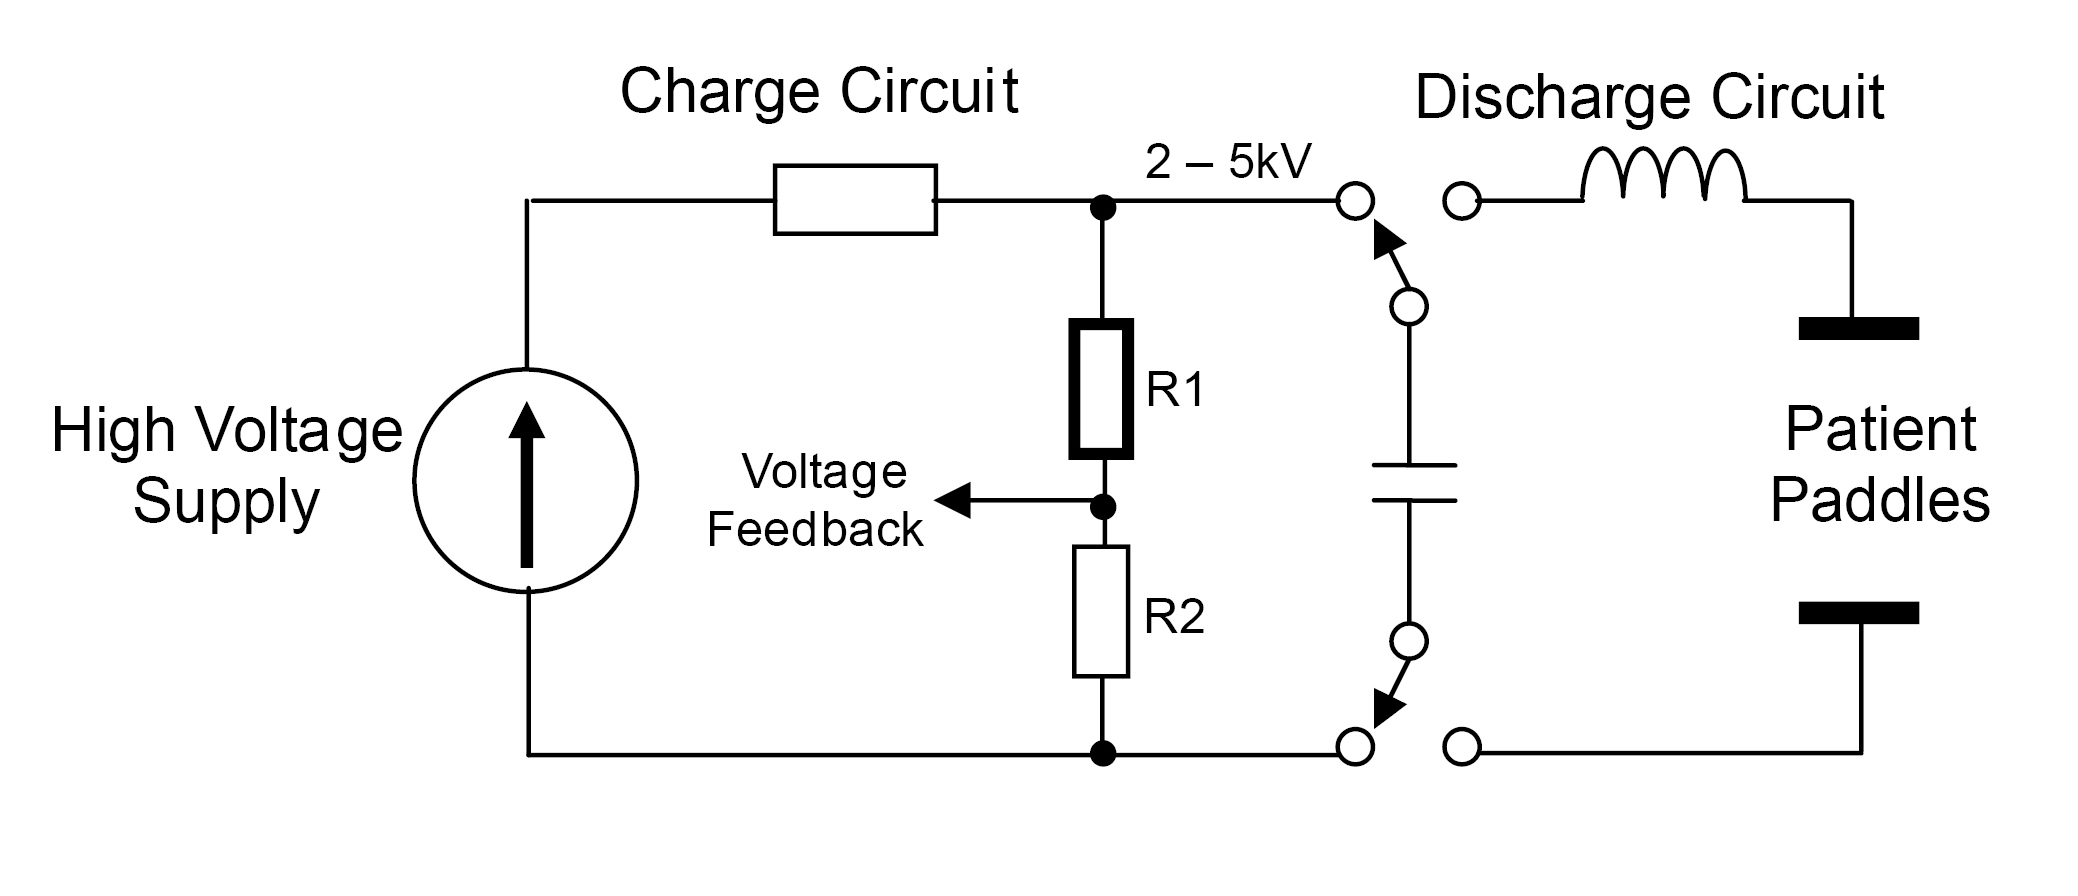 Charge Circuit
Discharge Circuit
2 – 5kV
High Voltage
Supply
R1
Voltage
Feedback
R2
Patient
Paddles